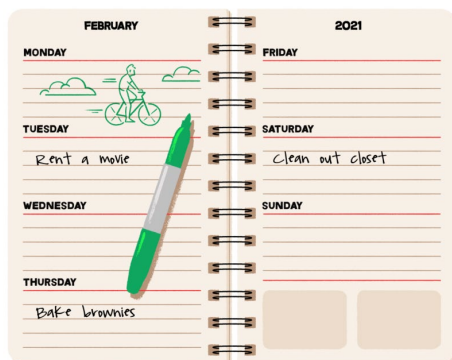 FEBRUARY
MONDAY
TUESDAY
Rent a movie
WEDNESDAY
THURSDAY
Bake brownies
2021
FRIDAY
SATURDAY
Clean out closet
SUNDAY